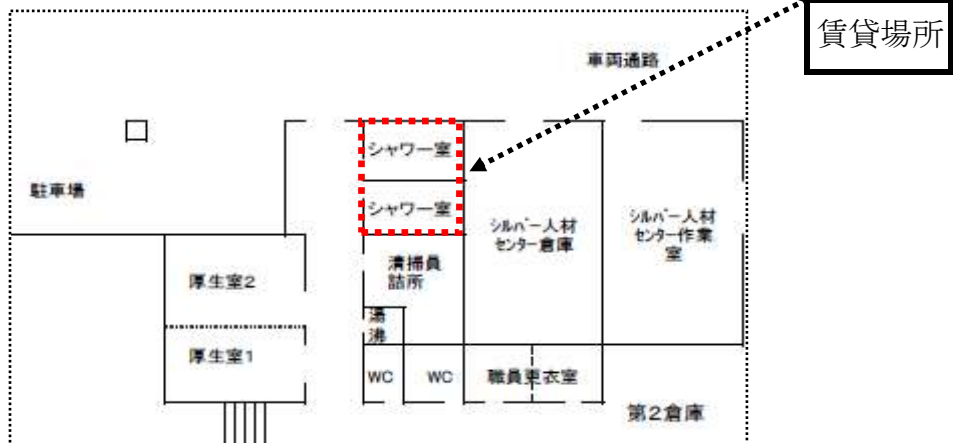 賃貸場所
車両通路
シャワー室
駐車場
シャワー室
シルバー人材
センター倉庫
シルバー人材
センター作業
室
清掃員
詰所
厚生室2
湯
沸
厚生室1
WC
WC
職員更衣室
第2倉庫